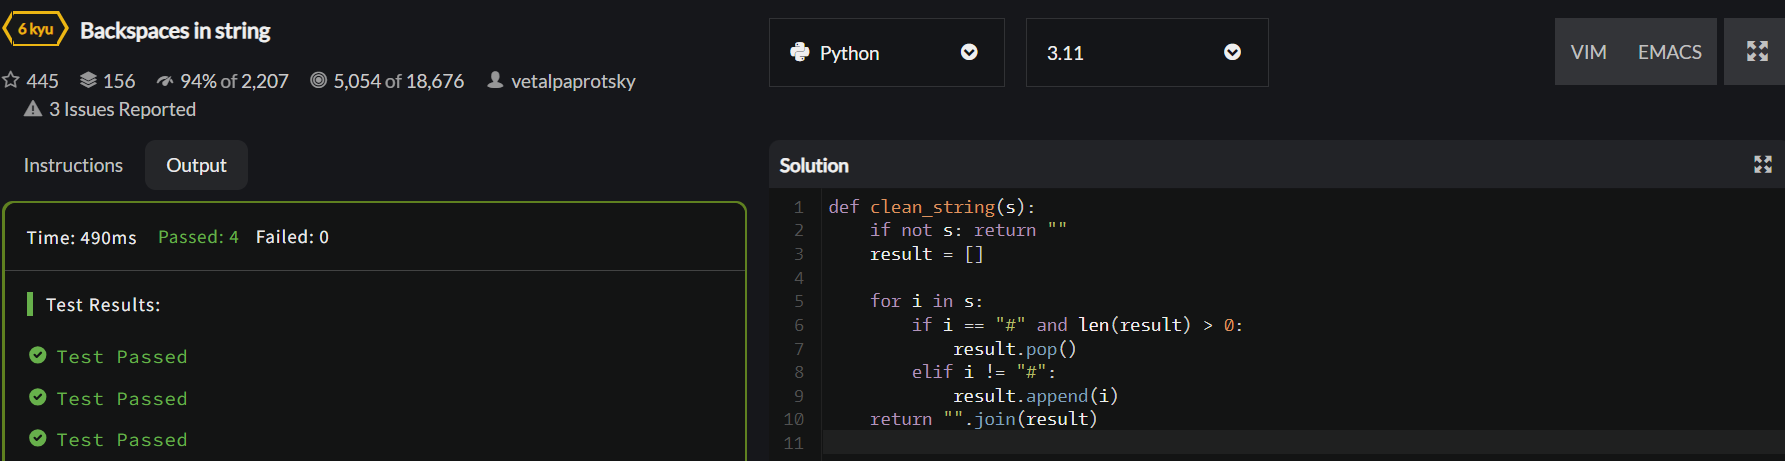 6 kyu Backspaces in string
445 156 94% of 2,207 5,054 of 18,676 vetalpaprotsky
3 Issues Reported
Instructions Output
Time: 490ms Passed: 4 Failed: 0
Test Results:
Test Passed
Test Passed
Test Passed
Python 3.11 VIM EMACS
Solution
1 def clean_string(s):
2     if not s: return ""
3     result = []
4
5     for i in s:
6         if i == "#" and len(result) > 0:
7             result.pop()
8         elif i != "#":
9             result.append(i)
10     return "".join(result)
11